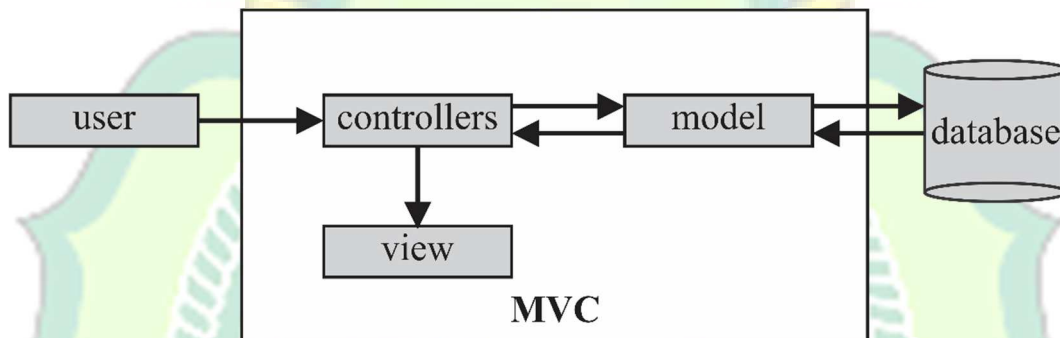 user
controllers
model
database
view
MVC